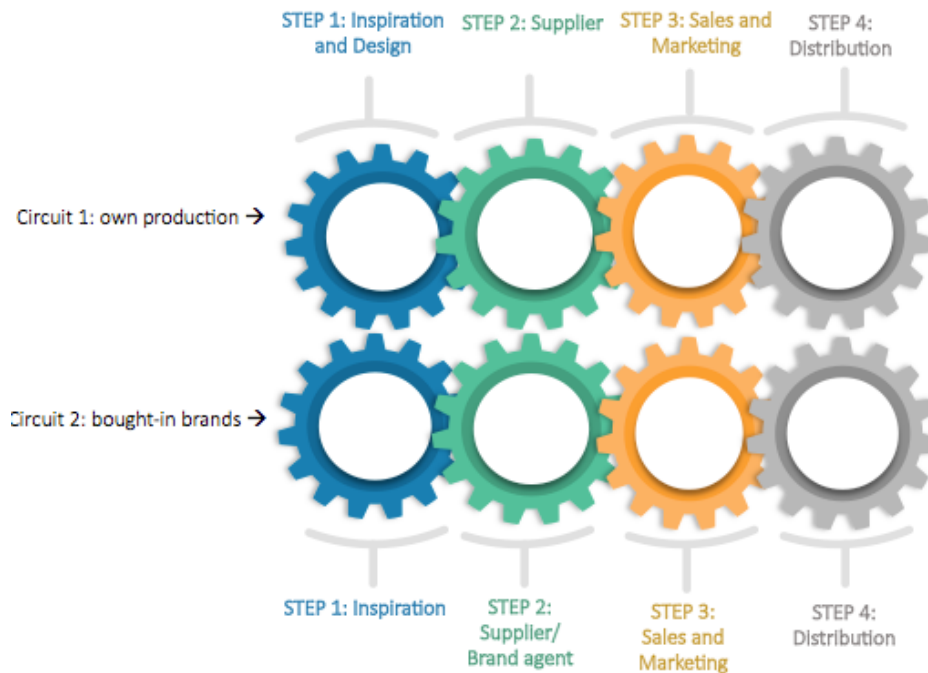 STEP 1: Inspiration
and Design
STEP 2: Supplier
STEP 3: Sales and
Marketing
STEP 4:
Distribution
Circuit 1: own production →
Circuit 2: bought-in brands →
STEP 1: Inspiration
STEP 2:
Supplier/
Brand agent
STEP 3:
Sales and
Marketing
STEP 4:
Distribution